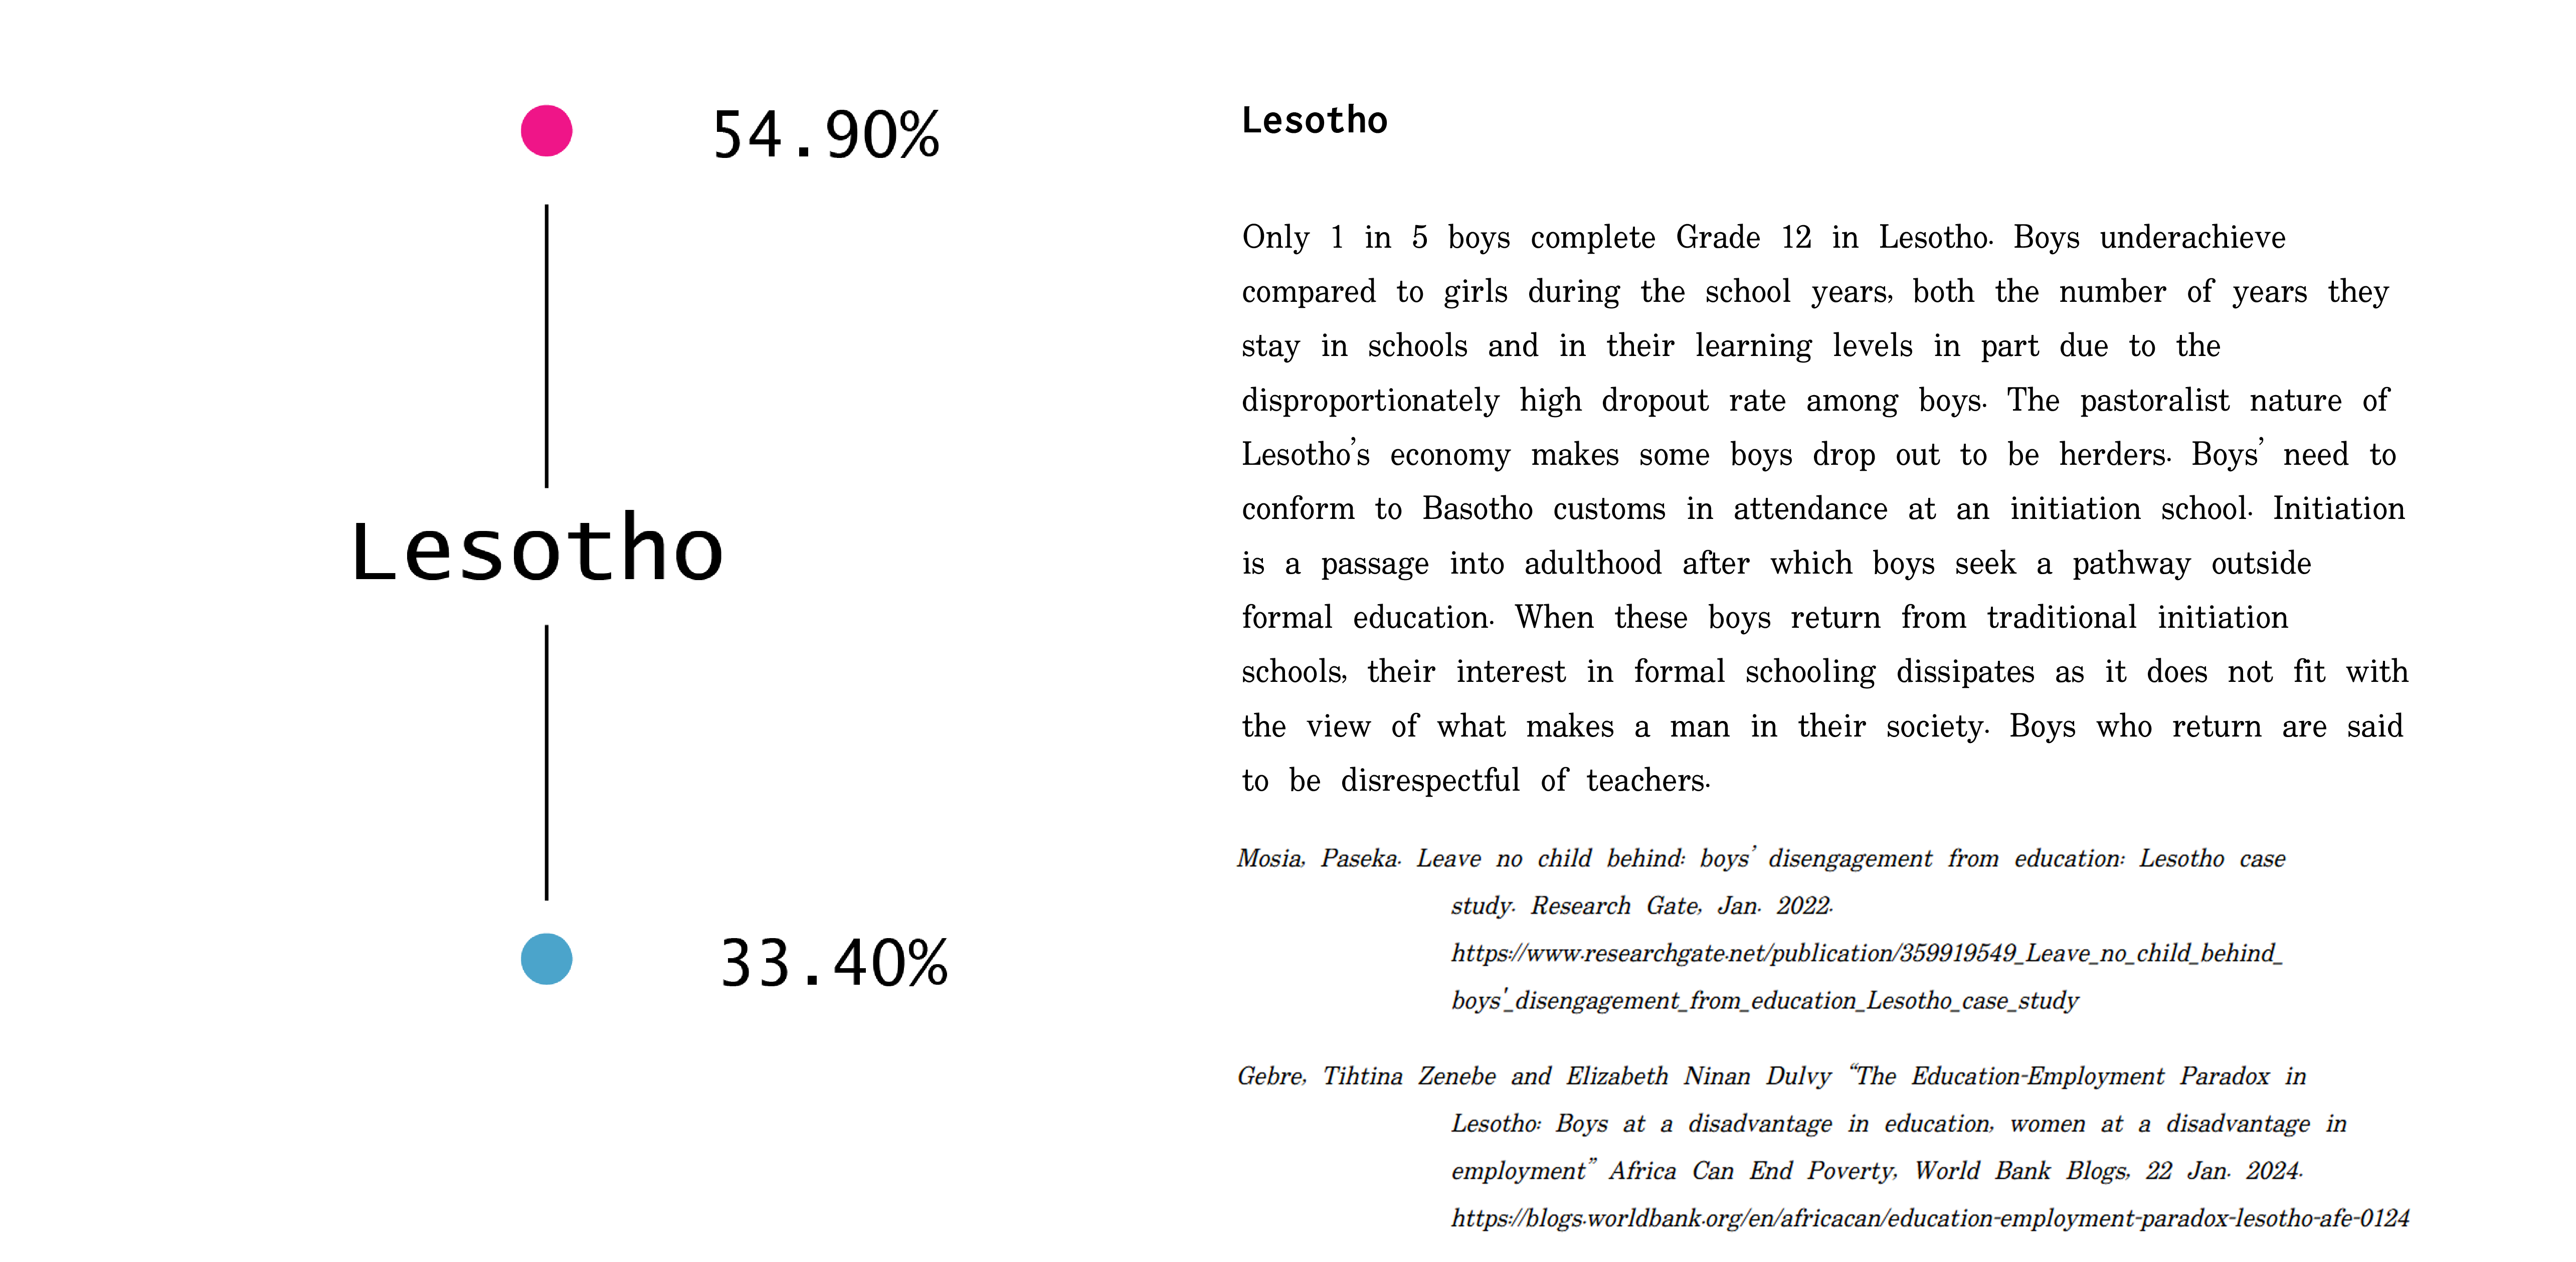 54.90%
Lesotho
33.40%
Lesotho
Only 1 in 5 boys complete Grade 12 in Lesotho. Boys underachieve
compared to girls during the school years, both the number of years they
stay in schools and in their learning levels in part due to the
disproportionately high dropout rate among boys. The pastoralist nature of
Lesotho's economy makes some boys drop out to be herders. Boys' need to
conform to Basotho customs in attendance at an initiation school. Initiation
is a passage into adulthood after which boys seek a pathway outside
formal education. When these boys return from traditional initiation
schools, their interest in formal schooling dissipates as it does not fit with
the view of what makes a man in their society. Boys who return are said
to be disrespectful of teachers.
Mosia, Paseka. Leave no child behind: boys' disengagement from education: Lesotho case
study. Research Gate, Jan. 2022.
https://www.researchgate.net/publication/359919549_Leave_no_child_behind_
boys'_disengagement_from_education_Lesotho_case_study
Gebre, Tihtina Zenebe and Elizabeth Ninan Dulvy “The Education-Employment Paradox in
Lesotho: Boys at a disadvantage in education, women at a disadvantage in
employment” Africa Can End Poverty, World Bank Blogs, 22 Jan. 2024.
https://blogs.worldbank.org/en/africacan/education-employment-paradox-lesotho-afe-0124